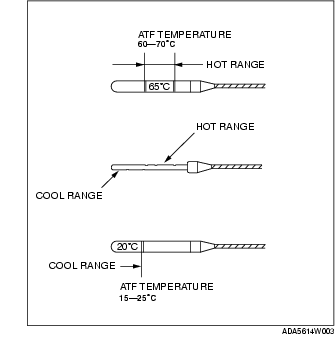 ATF TEMPERATURE
60—70˚C
HOT RANGE
65°C
HOT RANGE
COOL RANGE
20°C
COOL RANGE
ATF TEMPERATURE
15—25˚C
ADA5614W003